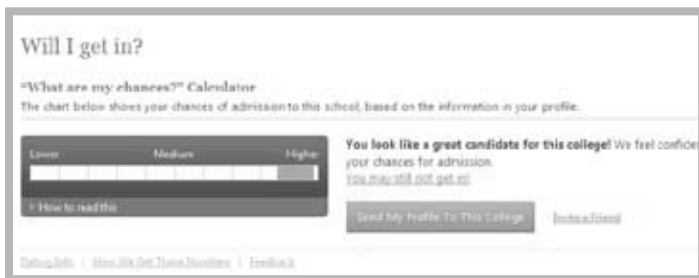 Will I get in?
"What are my chances?" Calculator
The chart below shows your chances of admission to this school, based on the information in your profile.
Lower Medium Higher
How to read this
You look like a great candidate for this college! We feel confide
your chances for admission.
You may still not get in!
Send My Profile To This College Invite a Friend
Debug Info | How We Get These Numbers | Feedback